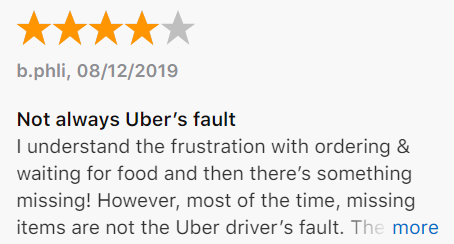 b.phli, 08/12/2019
Not always Uber's fault
I understand the frustration with ordering &
waiting for food and then there's something
missing! However, most of the time, missing
items are not the Uber driver's fault. The more